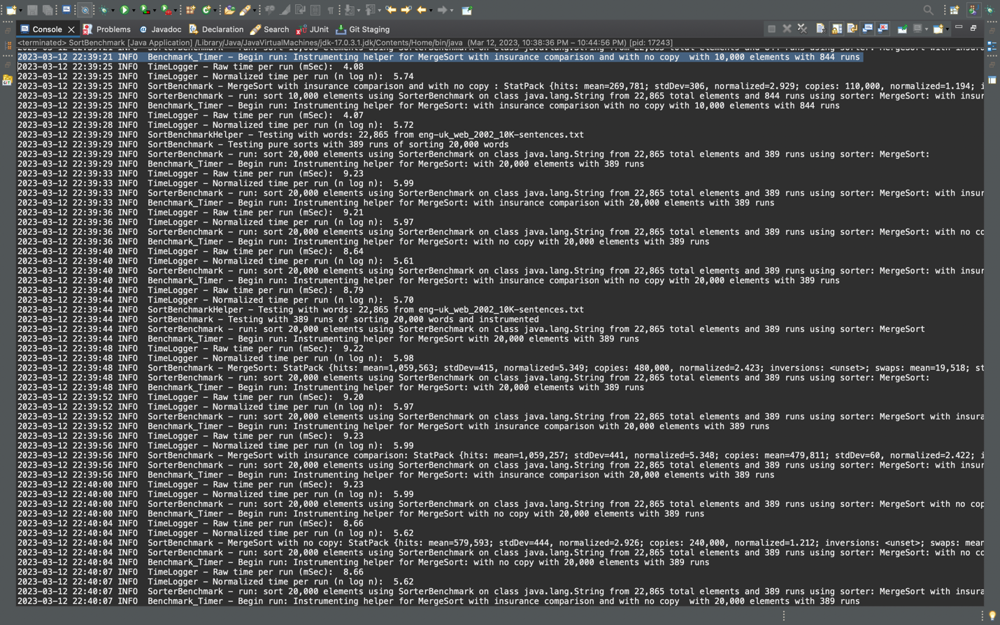 Console
Problems
Javadoc
Declaration
Search
JUnit
Git Staging
<terminated> SortBenchmark [Java Application] /Library/Java/JavaVirtualMachines/jdk-17.0.3.1.jdk/Contents/Home/bin/java (Mar 12, 2023, 10:38:36 PM – 10:44:56 PM) [pid: 17243]
2023-03-12 22:39:21 INFO Benchmark_Timer - Begin run: Instrumenting helper for MergeSort with insurance comparison and with no copy with 10,000 elements with 844 runs
2023-03-12 22:39:25 INFO TimeLogger - Raw time per run (mSec): 4.08
2023-03-12 22:39:25 INFO TimeLogger - Normalized time per run (n log n): 5.74
2023-03-12 22:39:25 INFO SortBenchmark - MergeSort with insurance comparison and with no copy : StatPack {hits: mean=269,781; stdDev=306, normalized=2.929; copies: 110,000, normalized=1.194; i
2023-03-12 22:39:25 INFO SorterBenchmark - run: sort 10,000 elements using SorterBenchmark on class java.lang.String from 22,865 total elements and 844 runs using sorter: MergeSort: with insur
2023-03-12 22:39:25 INFO Benchmark_Timer - Begin run: Instrumenting helper for MergeSort: with insurance comparison with no copy with 10,000 elements with 844 runs
2023-03-12 22:39:28 INFO TimeLogger - Raw time per run (mSec): 4.07
2023-03-12 22:39:28 INFO TimeLogger - Normalized time per run (n log n): 5.72
2023-03-12 22:39:29 INFO SortBenchmarkHelper - Testing with words: 22,865 from eng-uk_web_2002_10K-sentences.txt
2023-03-12 22:39:29 INFO SortBenchmark - Testing pure sorts with 389 runs of sorting 20,000 words
2023-03-12 22:39:29 INFO SorterBenchmark - run: sort 20,000 elements using SorterBenchmark on class java.lang.String from 22,865 total elements and 389 runs using sorter: MergeSort:
2023-03-12 22:39:29 INFO Benchmark_Timer - Begin run: Instrumenting helper for MergeSort: with 20,000 elements with 389 runs
2023-03-12 22:39:33 INFO TimeLogger - Raw time per run (mSec): 9.23
2023-03-12 22:39:33 INFO TimeLogger - Normalized time per run (n log n): 5.99
2023-03-12 22:39:33 INFO SorterBenchmark - run: sort 20,000 elements using SorterBenchmark on class java.lang.String from 22,865 total elements and 389 runs using sorter: MergeSort: with insur
2023-03-12 22:39:33 INFO Benchmark_Timer - Begin run: Instrumenting helper for MergeSort: with insurance comparison with 20,000 elements with 389 runs
2023-03-12 22:39:36 INFO TimeLogger - Raw time per run (mSec): 9.21
2023-03-12 22:39:36 INFO TimeLogger - Normalized time per run (n log n): 5.97
2023-03-12 22:39:36 INFO SorterBenchmark - run: sort 20,000 elements using SorterBenchmark on class java.lang.String from 22,865 total elements and 389 runs using sorter: MergeSort: with no co
2023-03-12 22:39:36 INFO Benchmark_Timer - Begin run: Instrumenting helper for MergeSort: with no copy with 20,000 elements with 389 runs
2023-03-12 22:39:40 INFO TimeLogger - Raw time per run (mSec): 8.64
2023-03-12 22:39:40 INFO TimeLogger - Normalized time per run (n log n): 5.61
2023-03-12 22:39:40 INFO SorterBenchmark - run: sort 20,000 elements using SorterBenchmark on class java.lang.String from 22,865 total elements and 389 runs using sorter: MergeSort: with insur
2023-03-12 22:39:40 INFO Benchmark_Timer - Begin run: Instrumenting helper for MergeSort: with insurance comparison with no copy with 20,000 elements with 389 runs
2023-03-12 22:39:44 INFO TimeLogger - Raw time per run (mSec): 8.79
2023-03-12 22:39:44 INFO TimeLogger - Normalized time per run (n log n): 5.70
2023-03-12 22:39:44 INFO SortBenchmarkHelper - Testing with words: 22,865 from eng-uk_web_2002_10K-sentences.txt
2023-03-12 22:39:44 INFO SortBenchmark - Testing with 389 runs of sorting 20,000 words and instrumented
2023-03-12 22:39:44 INFO SorterBenchmark - run: sort 20,000 elements using SorterBenchmark on class java.lang.String from 22,865 total elements and 389 runs using sorter: MergeSort
2023-03-12 22:39:44 INFO Benchmark_Timer - Begin run: Instrumenting helper for MergeSort with 20,000 elements with 389 runs
2023-03-12 22:39:48 INFO TimeLogger - Raw time per run (mSec): 9.22
2023-03-12 22:39:48 INFO TimeLogger - Normalized time per run (n log n): 5.98
2023-03-12 22:39:48 INFO SortBenchmark - MergeSort: StatPack {hits: mean=1,059,563; stdDev=415, normalized=5.349; copies: 480,000, normalized=2.423; inversions: <unset>; swaps: mean=19,518; st
2023-03-12 22:39:48 INFO SorterBenchmark - run: sort 20,000 elements using SorterBenchmark on class java.lang.String from 22,865 total elements and 389 runs using sorter: MergeSort:
2023-03-12 22:39:48 INFO Benchmark_Timer - Begin run: Instrumenting helper for MergeSort: with 20,000 elements with 389 runs
2023-03-12 22:39:52 INFO TimeLogger - Raw time per run (mSec): 9.20
2023-03-12 22:39:52 INFO TimeLogger - Normalized time per run (n log n): 5.97
2023-03-12 22:39:52 INFO SorterBenchmark - run: sort 20,000 elements using SorterBenchmark on class java.lang.String from 22,865 total elements and 389 runs using sorter: MergeSort with insura
2023-03-12 22:39:52 INFO Benchmark_Timer - Begin run: Instrumenting helper for MergeSort with insurance comparison with 20,000 elements with 389 runs
2023-03-12 22:39:56 INFO TimeLogger - Raw time per run (mSec): 9.23
2023-03-12 22:39:56 INFO TimeLogger - Normalized time per run (n log n): 5.99
2023-03-12 22:39:56 INFO SortBenchmark - MergeSort with insurance comparison: StatPack {hits: mean=1,059,257; stdDev=441, normalized=5.348; copies: mean=479,811; stdDev=60, normalized=2.422; i
2023-03-12 22:39:56 INFO SorterBenchmark - run: sort 20,000 elements using SorterBenchmark on class java.lang.String from 22,865 total elements and 389 runs using sorter: MergeSort: with insur
2023-03-12 22:39:56 INFO Benchmark_Timer - Begin run: Instrumenting helper for MergeSort: with insurance comparison with 20,000 elements with 389 runs
2023-03-12 22:40:00 INFO TimeLogger - Raw time per run (mSec): 9.23
2023-03-12 22:40:00 INFO TimeLogger - Normalized time per run (n log n): 5.99
2023-03-12 22:40:00 INFO SorterBenchmark - run: sort 20,000 elements using SorterBenchmark on class java.lang.String from 22,865 total elements and 389 runs using sorter: MergeSort with no cop
2023-03-12 22:40:00 INFO Benchmark_Timer - Begin run: Instrumenting helper for MergeSort with no copy with 20,000 elements with 389 runs
2023-03-12 22:40:04 INFO TimeLogger - Raw time per run (mSec): 8.66
2023-03-12 22:40:04 INFO TimeLogger - Normalized time per run (n log n): 5.62
2023-03-12 22:40:04 INFO SortBenchmark - MergeSort with no copy: StatPack {hits: mean=579,593; stdDev=444, normalized=2.926; copies: 240,000, normalized=1.212; inversions: <unset>; swaps: mean
2023-03-12 22:40:04 INFO SorterBenchmark - run: sort 20,000 elements using SorterBenchmark on class java.lang.String from 22,865 total elements and 389 runs using sorter: MergeSort: with no co
2023-03-12 22:40:04 INFO Benchmark_Timer - Begin run: Instrumenting helper for MergeSort: with no copy with 20,000 elements with 389 runs
2023-03-12 22:40:07 INFO TimeLogger - Raw time per run (mSec): 8.66
2023-03-12 22:40:07 INFO TimeLogger - Normalized time per run (n log n): 5.62
2023-03-12 22:40:07 INFO SorterBenchmark - run: sort 20,000 elements using SorterBenchmark on class java.lang.String from 22,865 total elements and 389 runs using sorter: MergeSort with insura
2023-03-12 22:40:07 INFO Benchmark_Timer - Begin run: Instrumenting helper for MergeSort with insurance comparison and with no copy with 20,000 elements with 389 runs